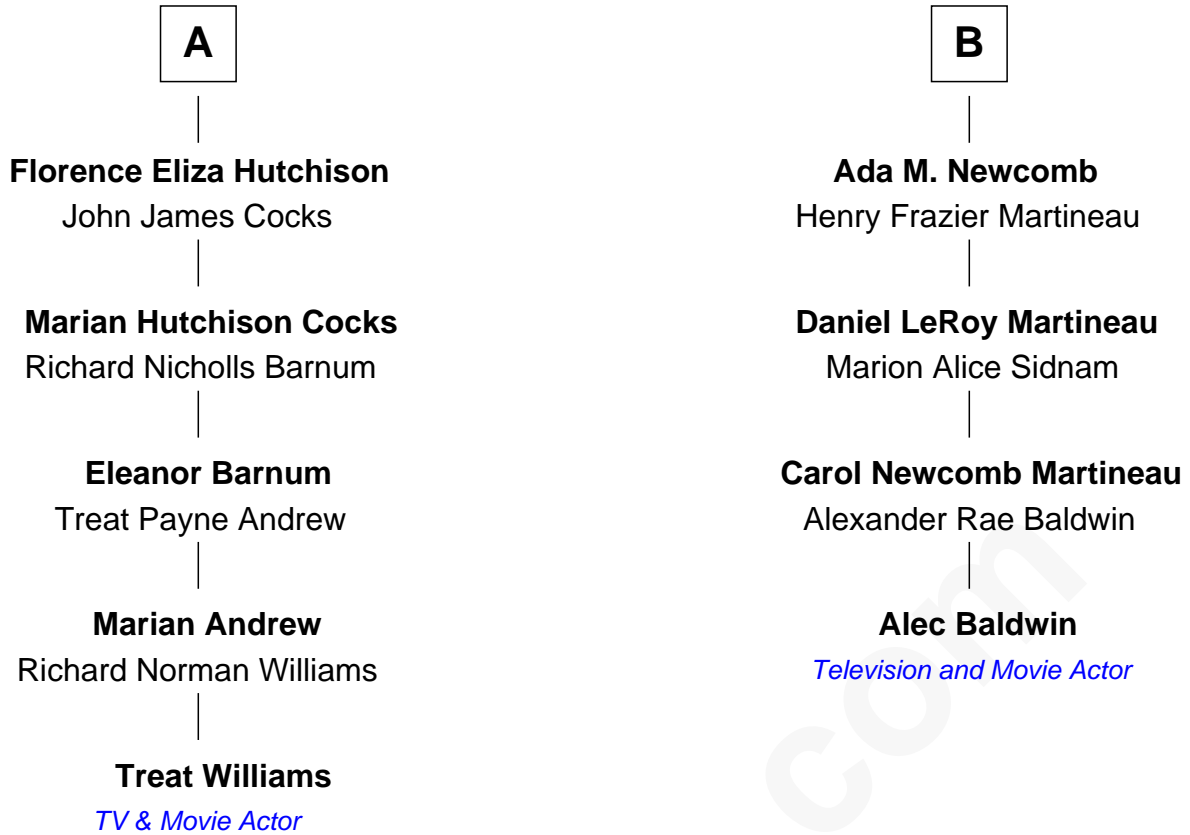 A
Florence Eliza Hutchison
John James Cocks
Marian Hutchison Cocks
Richard Nicholls Barnum
Eleanor Barnum
Treat Payne Andrew
Marian Andrew
Richard Norman Williams
Treat Williams
TV & Movie Actor
B
Ada M. Newcomb
Henry Frazier Martineau
Daniel LeRoy Martineau
Marion Alice Sidnam
Carol Newcomb Martineau
Alexander Rae Baldwin
Alec Baldwin
Television and Movie Actor
com